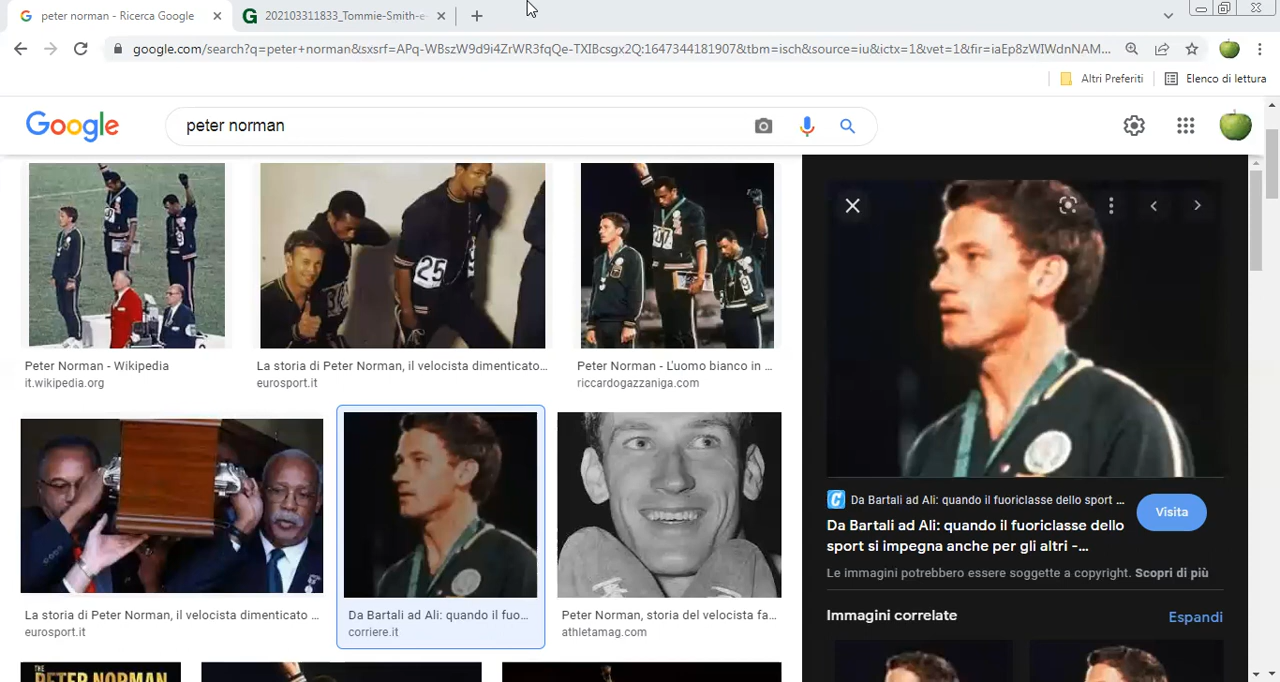 peter norman - Ricerca Google
202103311833_Tommie-Smith-e-
google.com/search?q=peter+norman&sxsrf=APq-WBszW9d9i4ZrWR3fqQe-TXIBcsgx2Q:1647344181907&tbm=isch&source=iu&ictx=1&vet=1&fir=iaEp8zWIWdnNAM...
Altri Preferiti
Elenco di lettura
Google
peter norman
25
Peter Norman - Wikipedia
it.wikipedia.org
La storia di Peter Norman, il velocista dimenticato...
eurosport.it
Peter Norman - L'uomo bianco in ...
riccardogazzaniga.com
La storia di Peter Norman, il velocista dimenticato ...
eurosport.it
Da Bartali ad Ali: quando il fuo...
corriere.it
Peter Norman, storia del velocista fa...
athletamag.com
THE
PETER NORMAN
Da Bartali ad Ali: quando il fuoriclasse dello sport ...
Da Bartali ad Ali: quando il fuoriclasse dello
sport si impegna anche per gli altri -...
Visita
Le immagini potrebbero essere soggette a copyright. Scopri di più
Immagini correlate
Espandi